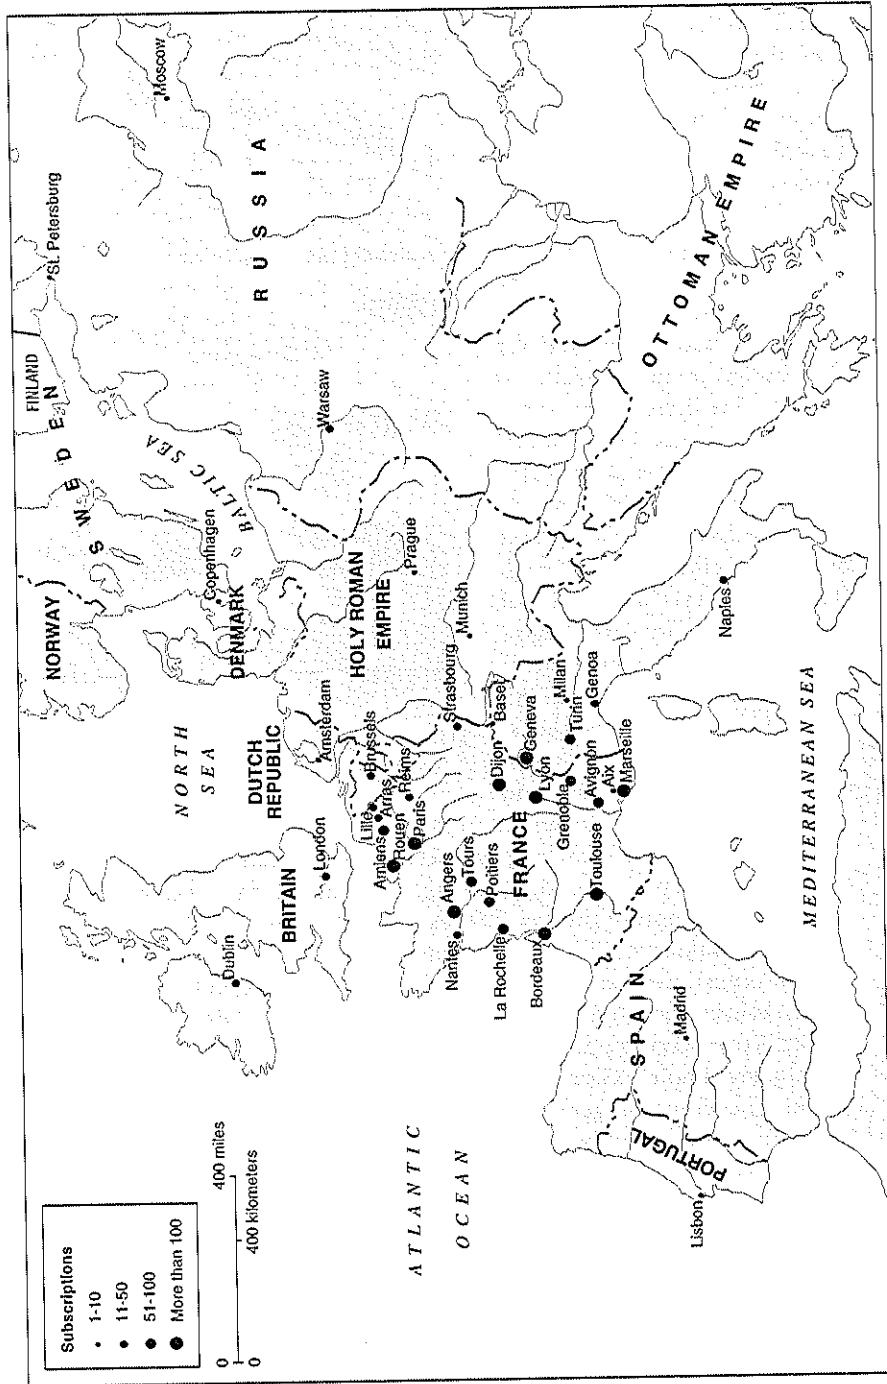 Subscriptions
1-10
11-50
51-100
More than 100
0 400 miles
0 400 kilometers
NORWAY
SWEDEN
FINLAND
St. Petersburg
Moscow
RUSSIA
NORTH
SEA
DENMARK
Copenhagen
BALTIC SEA
Dublin
BRITAIN
London
DUTCH
REPUBLIC
Amsterdam
HOLY ROMAN
EMPIRE
Warsaw
Prague
Brussels
Lille
Arras
Amiens
Rouen
Reims
Paris
Strasbourg
Munich
ATLANTIC
OCEAN
Nantes
Angers
Tours
Poitiers
La Rochelle
Bordeaux
FRANCE
Dijon
Basel
Geneva
Lyon
Grenoble
Turin
Milan
Genoa
Avignon
Aix
Marseille
Toulouse
SPAIN
Madrid
PORTUGAL
Lisbon
Naples
MEDITERRANEAN SEA
OTTOMAN EMPIRE